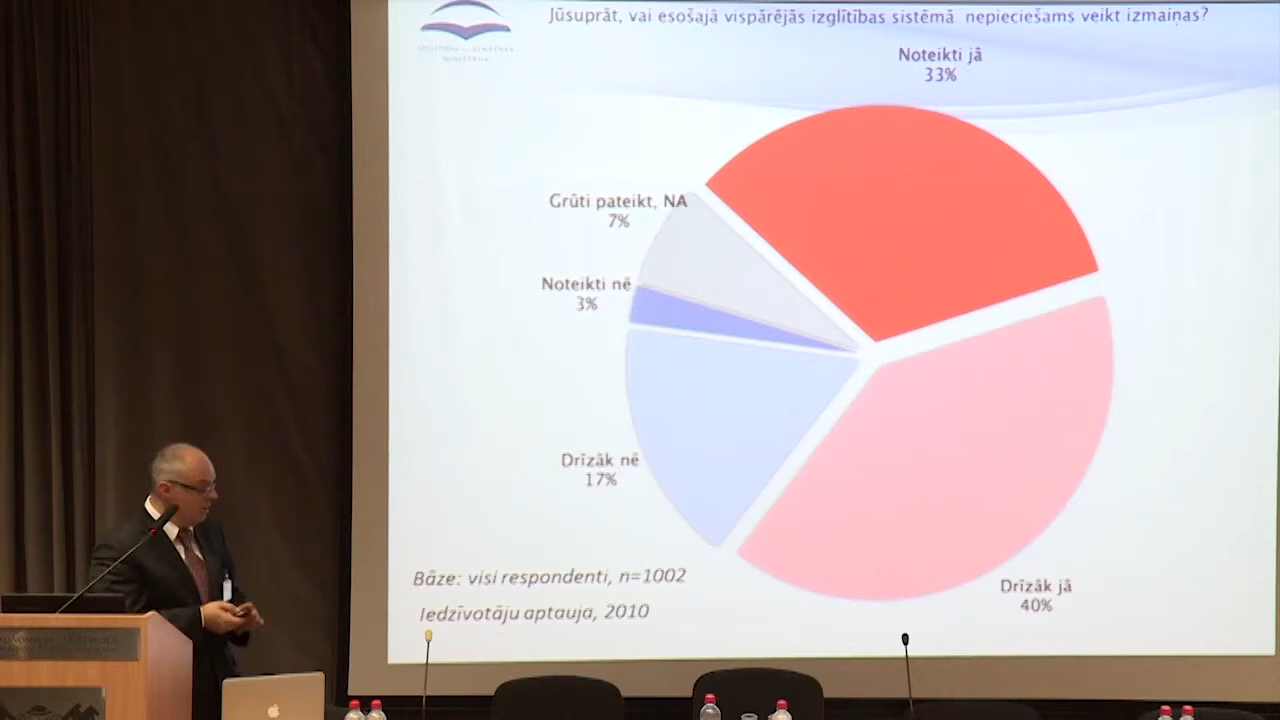 Jūsuprāt, vai esošajā vispārējās izglītības sistēmā nepieciešams veikt izmaiņas?
Noteikti jā
33%
Grūti pateikt, NA
7%
Noteikti nē
3%
Drīzāk nē
17%
Drīzāk jā
40%
Bāze: visi respondenti, n=1002
Iedzīvotāju aptauja, 2010